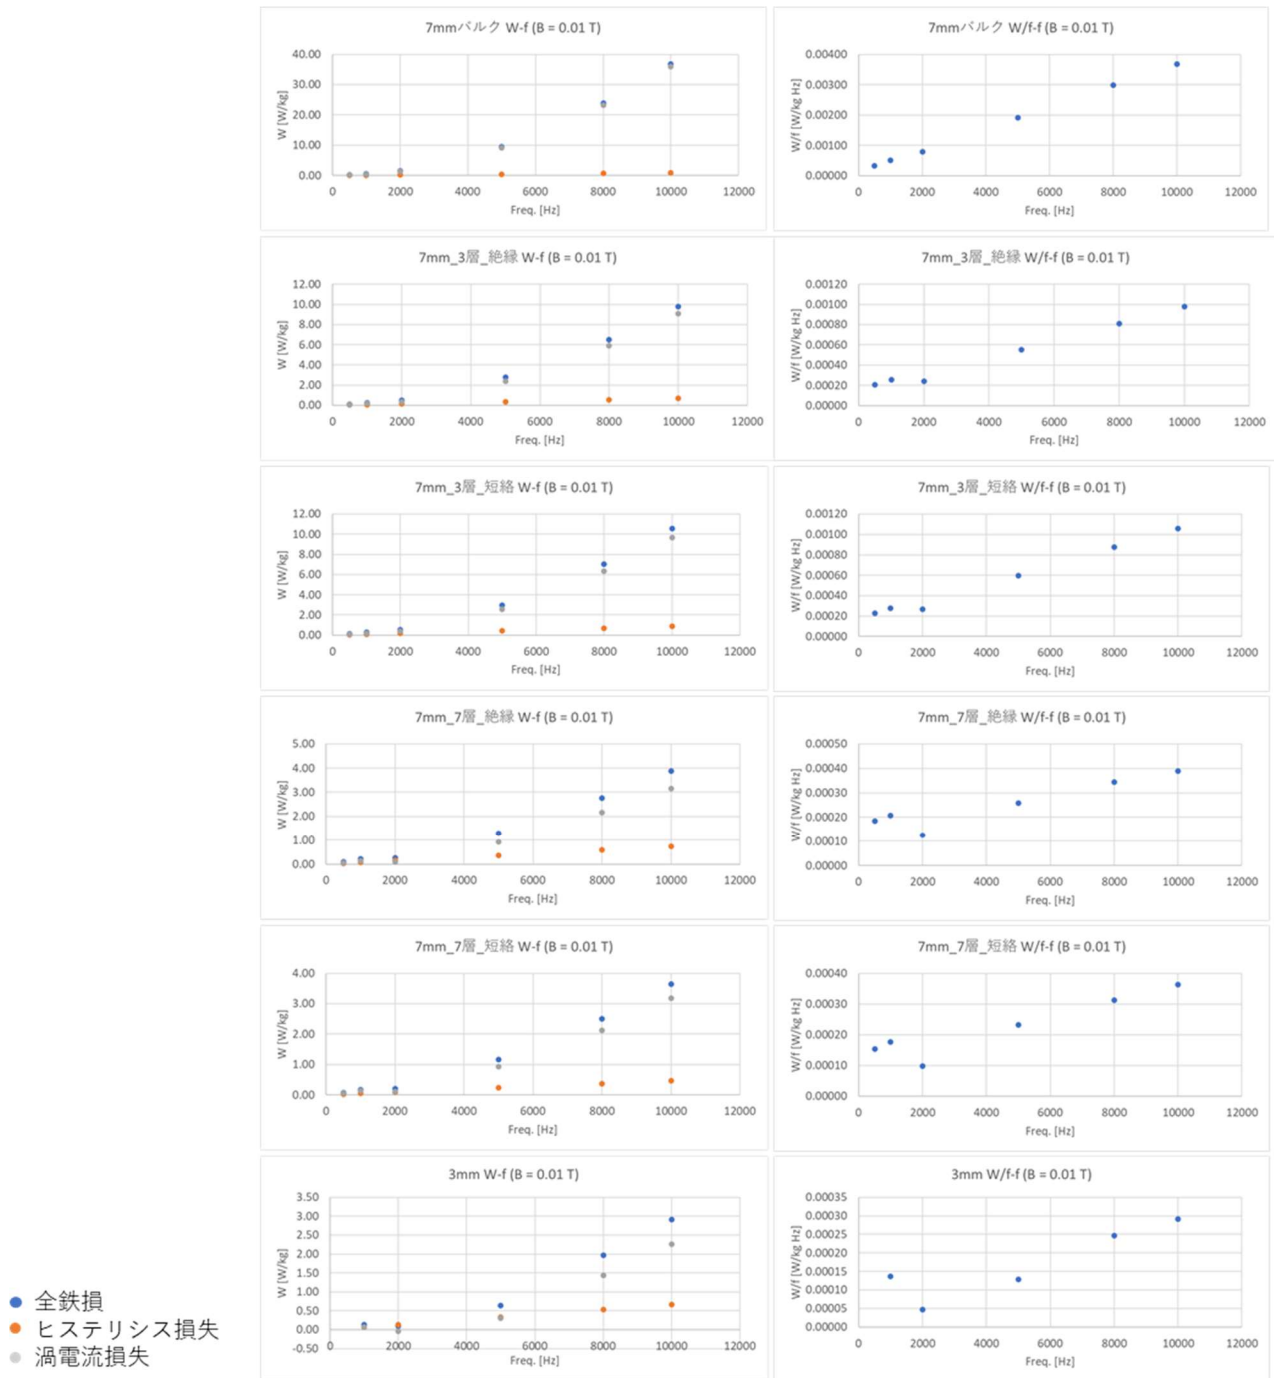 7mmバルク W-f (B = 0.01 T)
40.00
30.00
20.00
10.00
0.00
W [W/kg]
0 2000 4000 6000 8000 10000 12000
Freq. [Hz]
7mmバルク W/f-f (B = 0.01 T)
0.00400
0.00300
0.00200
0.00100
0.00000
W/f [W/kg Hz]
0 2000 4000 6000 8000 10000 12000
Freq. [Hz]
7mm_3層_絶縁 W-f (B = 0.01 T)
12.00
10.00
8.00
6.00
4.00
2.00
0.00
W [W/kg]
0 2000 4000 6000 8000 10000 12000
Freq. [Hz]
7mm_3層_絶縁 W/f-f (B = 0.01 T)
0.00120
0.00100
0.00080
0.00060
0.00040
0.00020
0.00000
W/f [W/kg Hz]
0 2000 4000 6000 8000 10000 12000
Freq. [Hz]
7mm_3層_短絡 W-f (B = 0.01 T)
12.00
10.00
8.00
6.00
4.00
2.00
0.00
W [W/kg]
0 2000 4000 6000 8000 10000 12000
Freq. [Hz]
7mm_3層_短絡 W/f-f (B = 0.01 T)
0.00120
0.00100
0.00080
0.00060
0.00040
0.00020
0.00000
W/f [W/kg Hz]
0 2000 4000 6000 8000 10000 12000
Freq. [Hz]
7mm_7層_絶縁 W-f (B = 0.01 T)
5.00
4.00
3.00
2.00
1.00
0.00
W [W/kg]
0 2000 4000 6000 8000 10000 12000
Freq. [Hz]
7mm_7層_絶縁 W/f-f (B = 0.01 T)
0.00050
0.00040
0.00030
0.00020
0.00010
0.00000
W/f [W/kg Hz]
0 2000 4000 6000 8000 10000 12000
Freq. [Hz]
7mm_7層_短絡 W-f (B = 0.01 T)
4.00
3.00
2.00
1.00
0.00
W [W/kg]
0 2000 4000 6000 8000 10000 12000
Freq. [Hz]
7mm_7層_短絡 W/f-f (B = 0.01 T)
0.00040
0.00030
0.00020
0.00010
0.00000
W/f [W/kg Hz]
0 2000 4000 6000 8000 10000 12000
Freq. [Hz]
3mm W-f (B = 0.01 T)
3.50
3.00
2.50
2.00
1.50
1.00
0.50
0.00
-0.50
W [W/kg]
0 2000 4000 6000 8000 10000 12000
Freq. [Hz]
3mm W/f-f (B = 0.01 T)
0.00035
0.00030
0.00025
0.00020
0.00015
0.00010
0.00005
0.00000
W/f [W/kg Hz]
0 2000 4000 6000 8000 10000 12000
Freq. [Hz]
全鉄損
ヒステリシス損失
渦電流損失